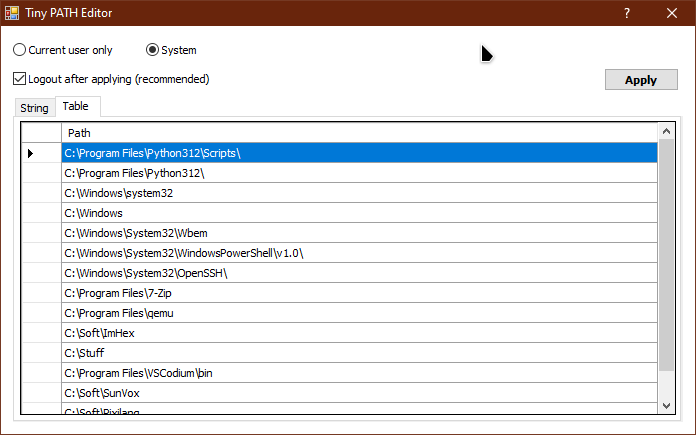 Tiny PATH Editor
?
Current user only
System
Logout after applying (recommended)
Apply
String
Table
Path
C:\Program Files\Python312\Scripts\
C:\Program Files\Python312\
C:\Windows\system32
C:\Windows
C:\Windows\System32\Wbem
C:\Windows\System32\WindowsPowerShell\v1.0\
C:\Windows\System32\OpenSSH\
C:\Program Files\7-Zip
C:\Program Files\qemu
C:\Soft\ImHex
C:\Stuff
C:\Program Files\VSCodium\bin
C:\Soft\SunVox
C:\Soft\Pixilang